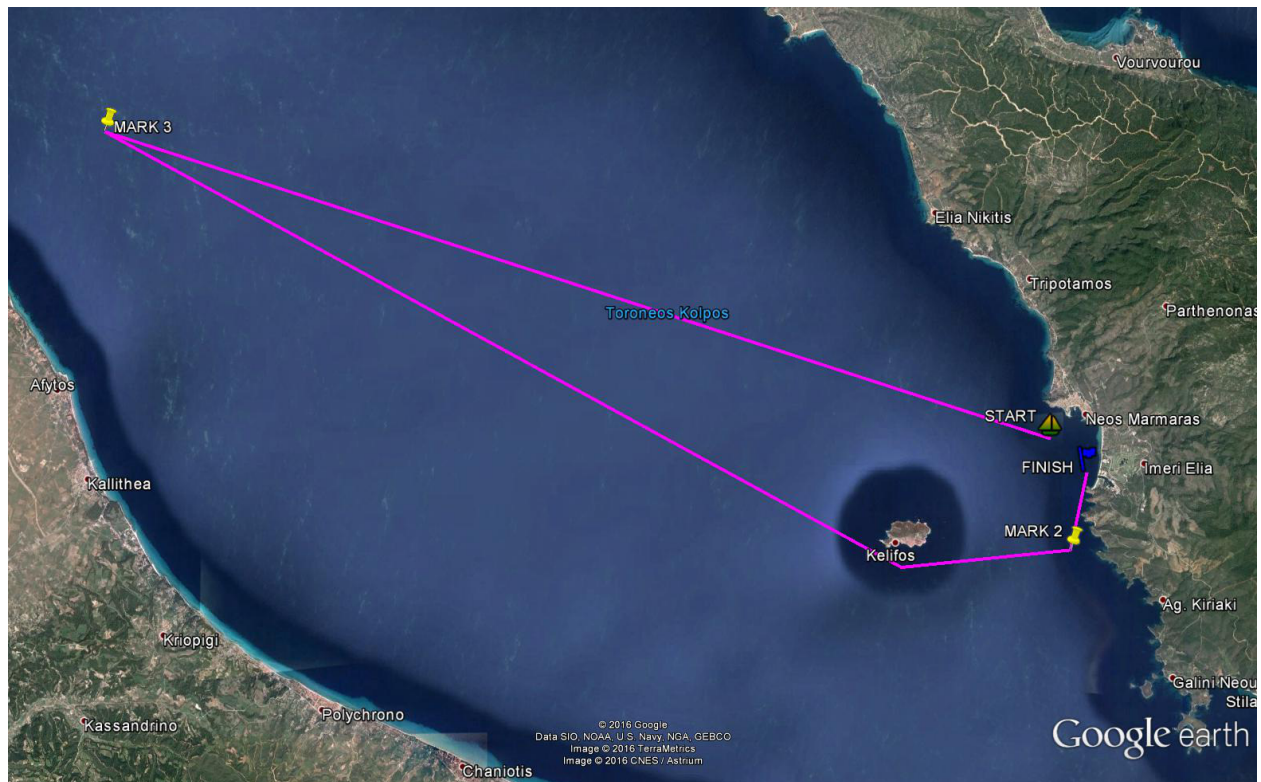 Vourvourou
MARK 3
Elia Nikitis
Tripotamos
Parthenonas
Toroneos Kolpos
Afytos
START
Neos Marmaras
FINISH
Imeri Elia
Kallithea
MARK 2
Kelifos
Ag. Kiriaki
Kriopigi
Galini Neou
Stila
Polychrono
Kassandrino
© 2016 Google
Data SIO, NOAA, U.S. Navy, NGA, GEBCO
Image © 2016 TerraMetrics
Image © 2016 CNES / Astrium
Google earth
Chaniotis